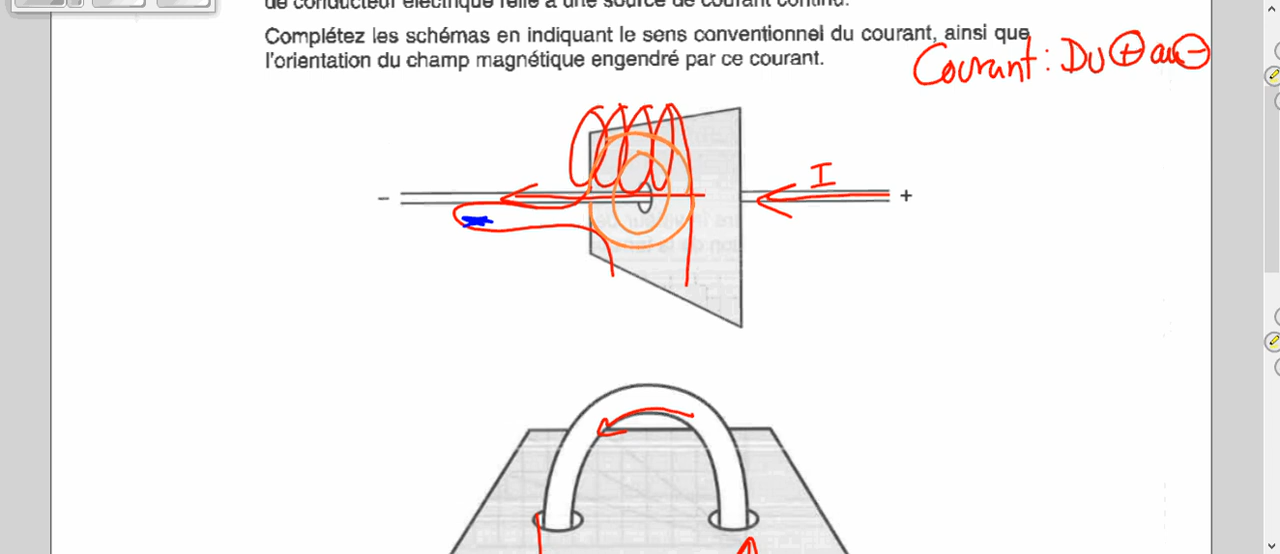 de conducteur électrique relié à une source de courant continu.
Complétez les schémas en indiquant le sens conventionnel du courant, ainsi que
l'orientation du champ magnétique engendré par ce courant.
Courant : Du + au -
I
- +